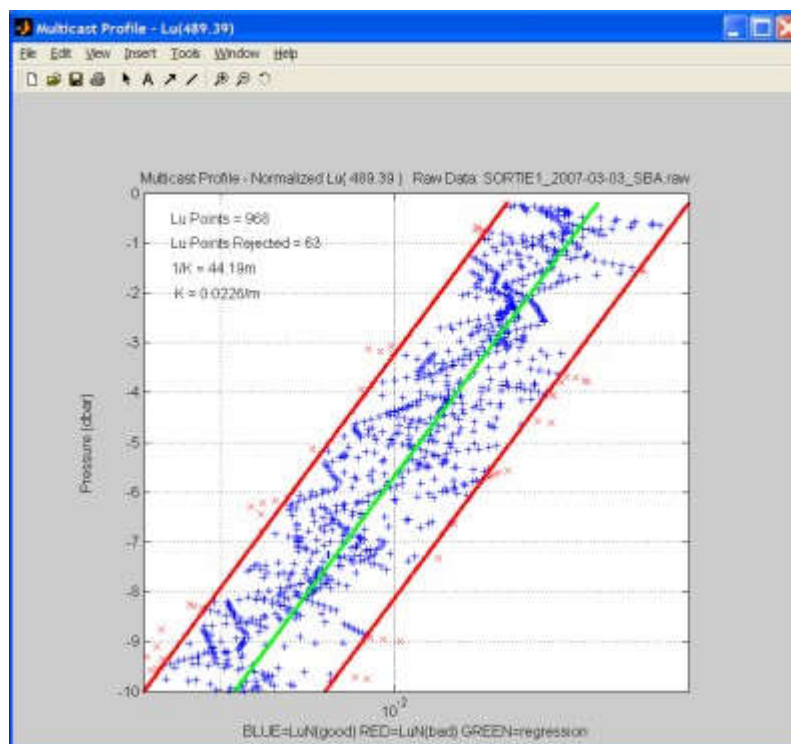 Multicast Profile - Lu(489.39)
File Edit View Insert Tools Window Help
A
Multicast Profile - Normalized Lu( 489.39 ) Raw Data: SORTIE1_2007-03-03_SBA.raw
Lu Points = 968
Lu Points Rejected = 63
1/K = 44.19m
K = 0.0226/m
0
-1
-2
-3
-4
-5
-6
-7
-8
-9
-10
Pressure (dbar)
10^-2
BLUE=LuN(good) RED=LuN(bad) GREEN=regression